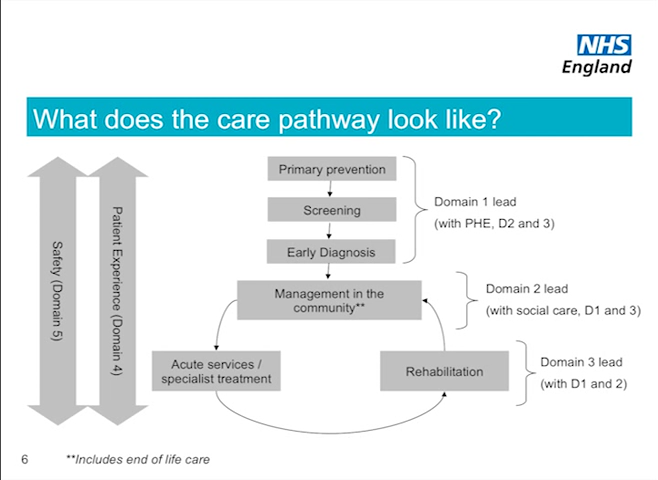 NHS
England
What does the care pathway look like?
Safety (Domain 5)
Patient Experience (Domain 4)
Primary prevention
Screening
Early Diagnosis
Domain 1 lead
(with PHE, D2 and 3)
Management in the
community**
Domain 2 lead
(with social care, D1 and 3)
Acute services /
specialist treatment
Rehabilitation
Domain 3 lead
(with D1 and 2)
6
**Includes end of life care